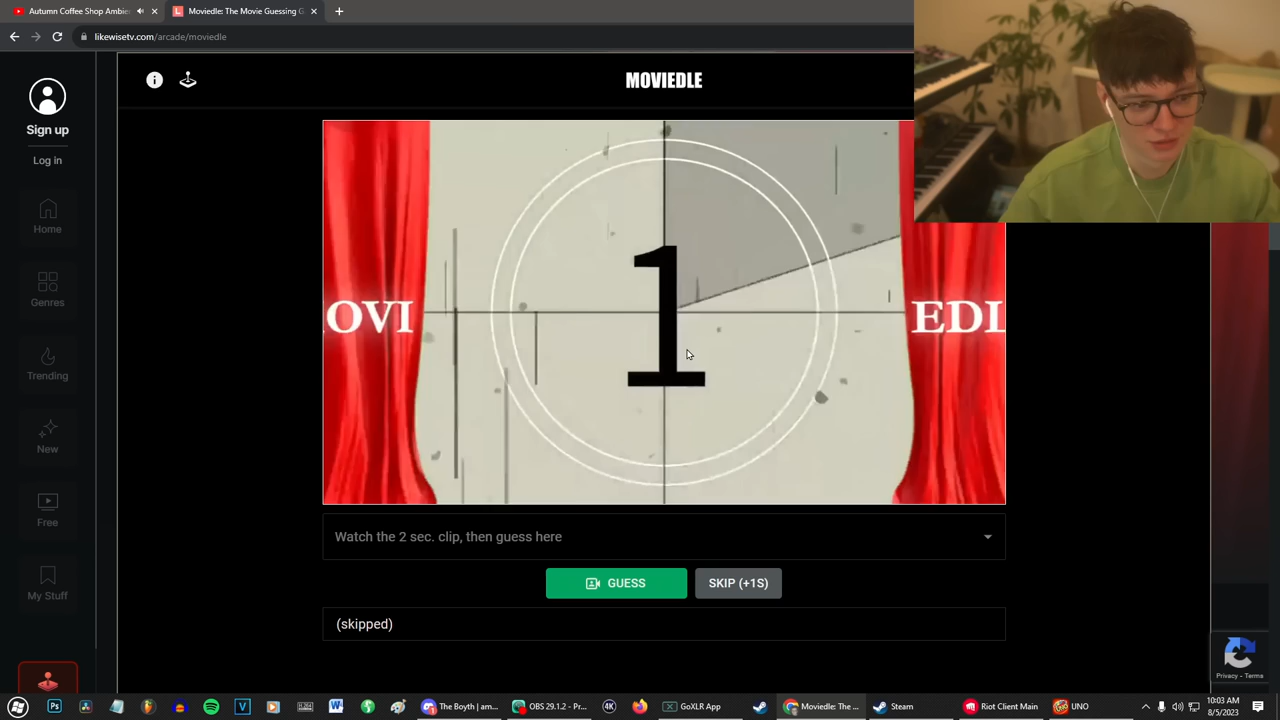 Autumn Coffee Shop Ambie
Moviedle: The Movie Guessing G
likewisetv.com/arcade/moviedle
Sign up
Log in
Home
Genres
Trending
New
Free
My Stuff
MOVIEDLE
OVI
1
EDL
Watch the 2 sec. clip, then guess here
GUESS
SKIP (+1S)
(skipped)
Privacy - Terms
Ps
V
W
4K
The Boyth | am...
OBS 29.1.2 - Pr...
GoXLR App
Moviedle: The ...
Steam
Riot Client Main
UNO
10:03 AM
8/5/2023